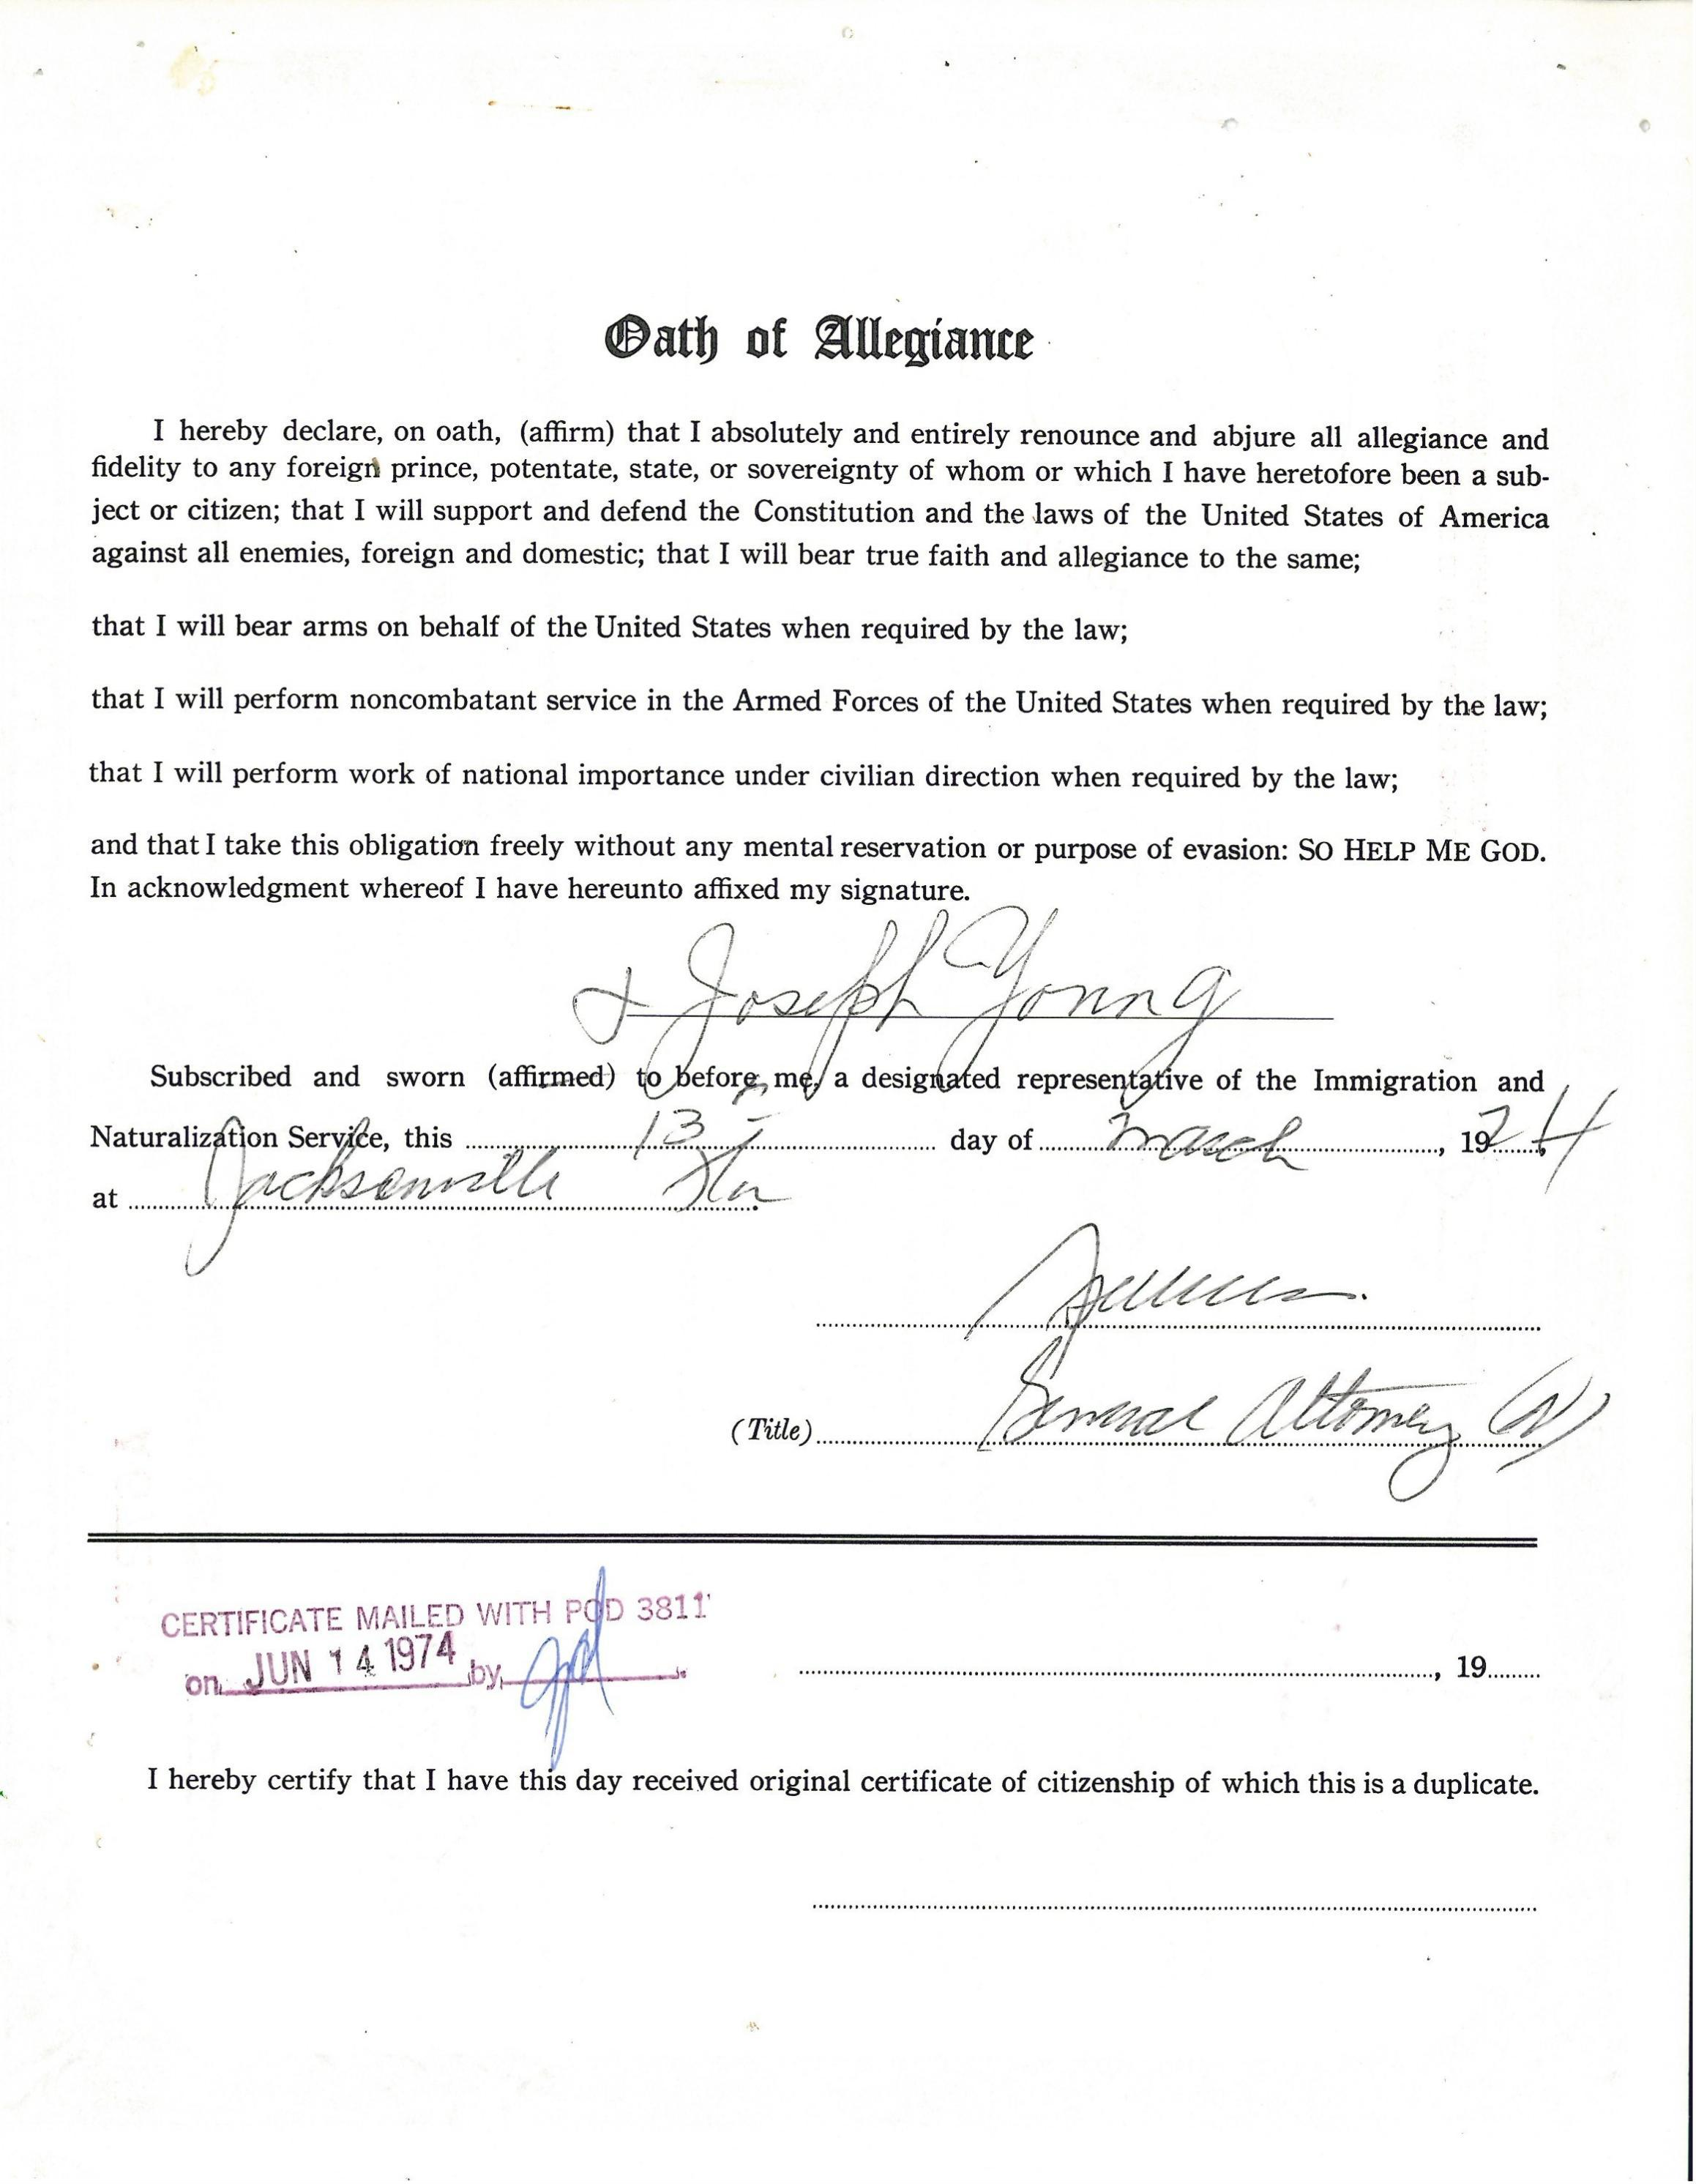 Oath of Allegiance
I hereby declare, on oath, (affirm) that I absolutely and entirely renounce and abjure all allegiance and
fidelity to any foreign prince, potentate, state, or sovereignty of whom or which I have heretofore been a sub-
ject or citizen; that I will support and defend the Constitution and the laws of the United States of America
against all enemies, foreign and domestic; that I will bear true faith and allegiance to the same;
that I will bear arms on behalf of the United States when required by the law;
that I will perform noncombatant service in the Armed Forces of the United States when required by the law;
that I will perform work of national importance under civilian direction when required by the law;
and that I take this obligation freely without any mental reservation or purpose of evasion: SO HELP ME GOD.
In acknowledgment whereof I have hereunto affixed my signature.
Joseph Young
Subscribed and sworn (affirmed) to before me, a designated representative of the Immigration and
Naturalization Service, this 13 day of March, 1974
at Jacksonville Fla.
(Title) General Attorney (N)
CERTIFICATE MAILED WITH POD 3811
on JUN 14 1974 by
, 19
I hereby certify that I have this day received original certificate of citizenship of which this is a duplicate.